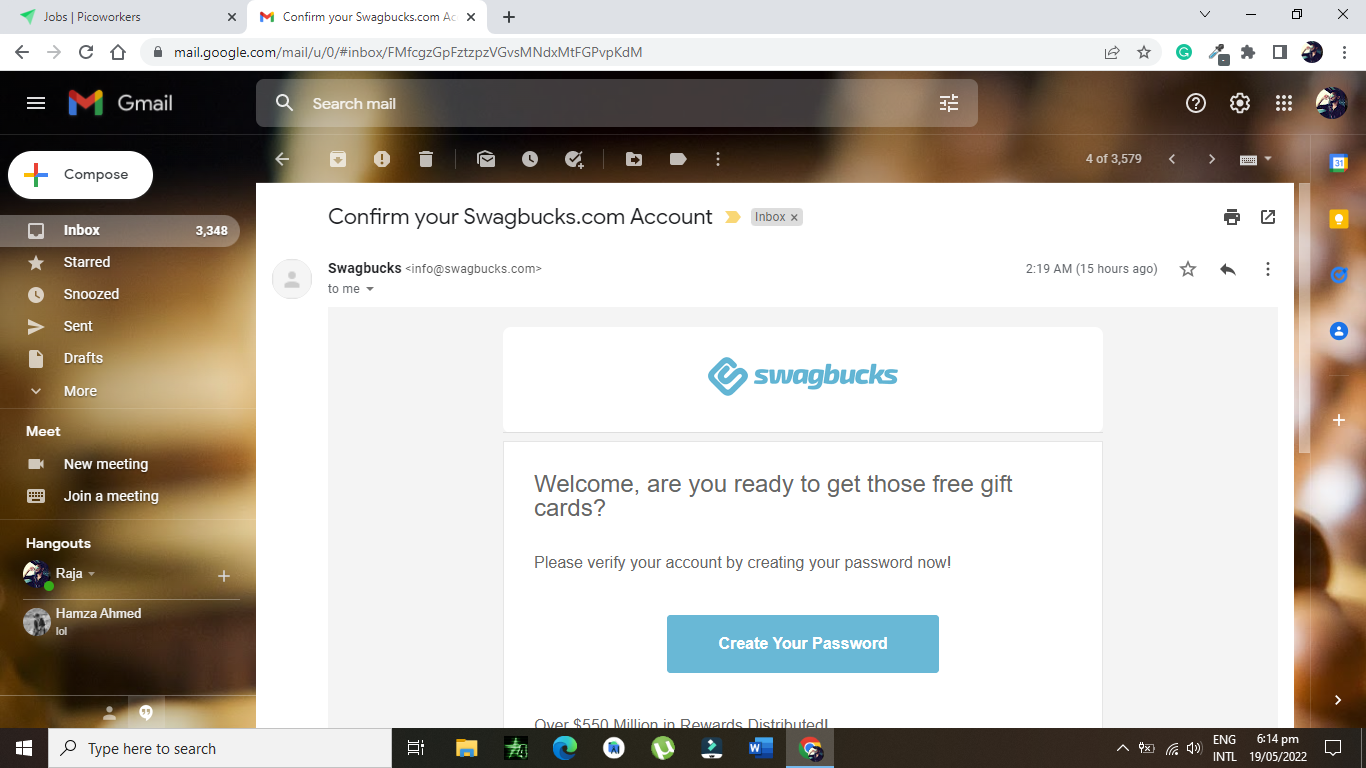 Jobs | Picoworkers
Confirm your Swagbucks.com Ac
mail.google.com/mail/u/0/#inbox/FMfcgzGpFztzpzVGvsMNdxMtFGPvpKdM
Gmail
Search mail
Compose
4 of 3,579
31
Inbox 3,348
Starred
Snoozed
Sent
Drafts
More
Meet
New meeting
Join a meeting
Hangouts
Raja
Hamza Ahmed
lol
Confirm your Swagbucks.com Account
Inbox ×
Swagbucks <info@swagbucks.com>
2:19 AM (15 hours ago)
to me
swagbucks
Welcome, are you ready to get those free gift
cards?
Please verify your account by creating your password now!
Create Your Password
Over $550 Million in Rewards Distributed!
Type here to search
ENG
INTL
6:14 pm
19/05/2022